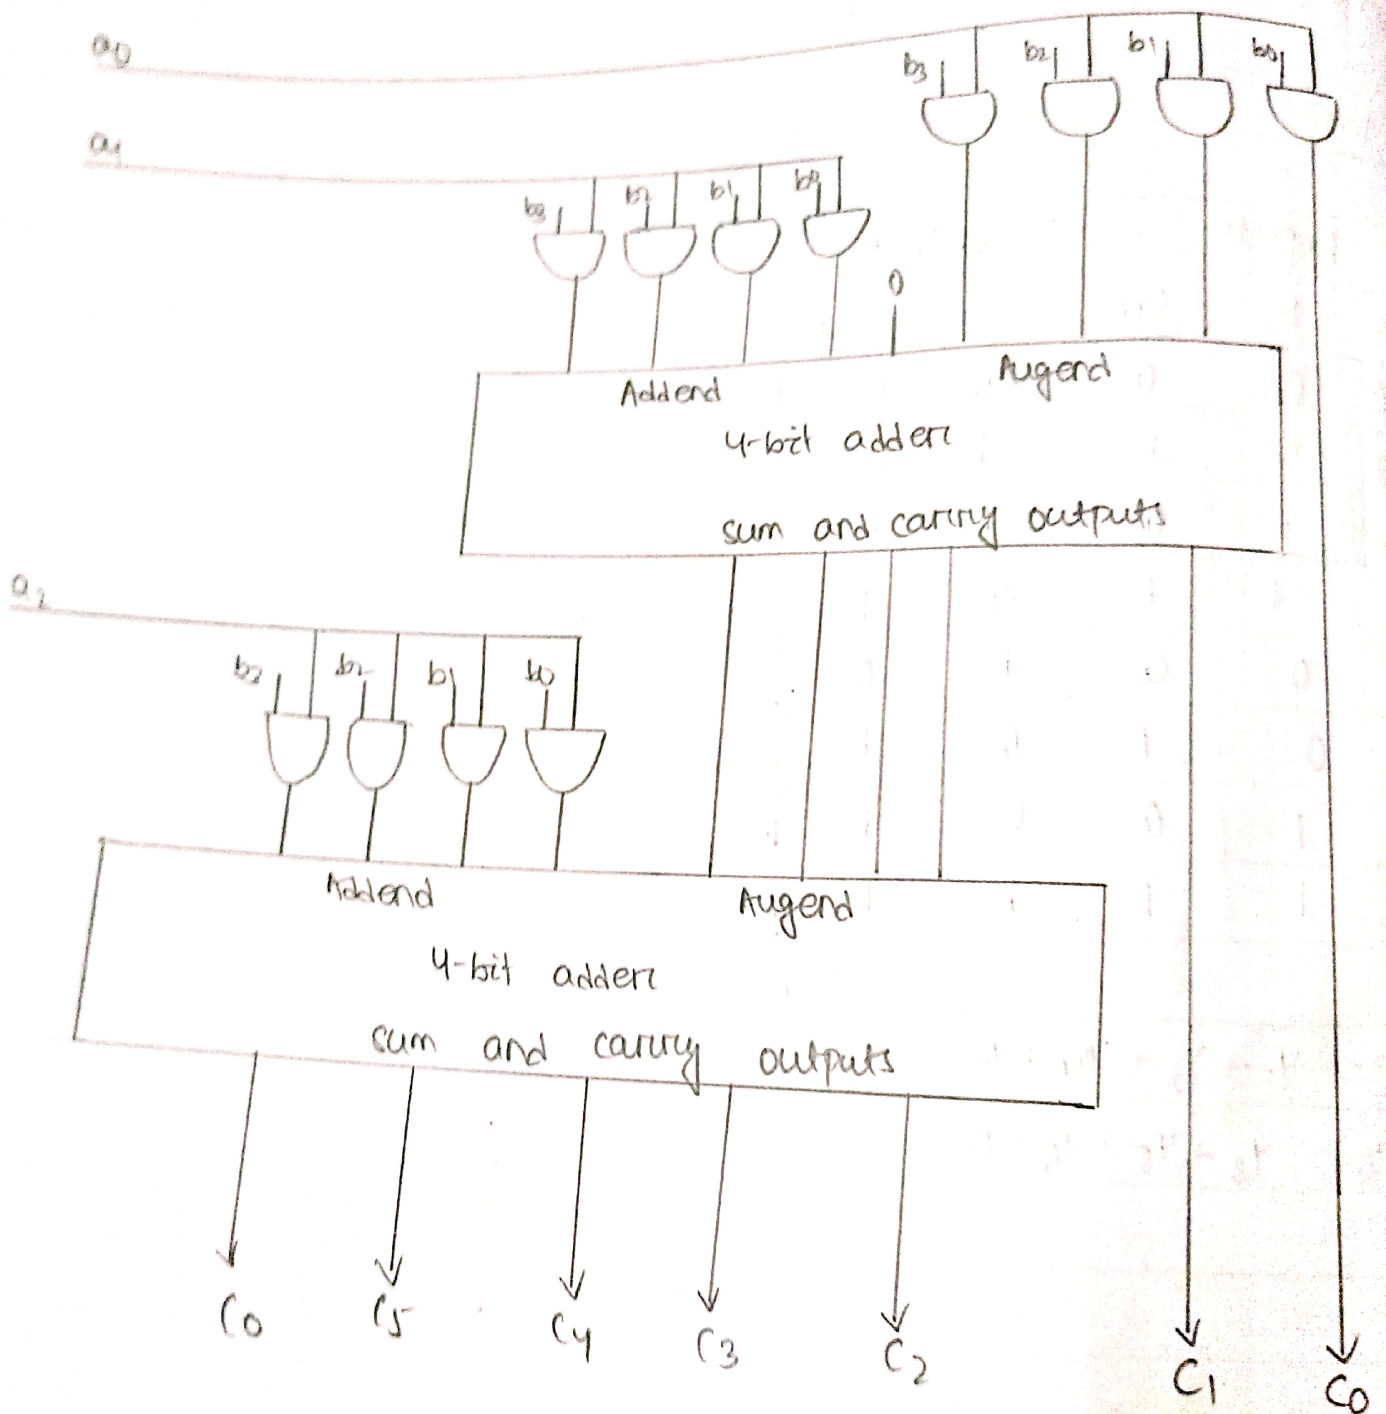 a0
b3 b2 b1 b0
a1
b3 b2 b1 b0
0
Addend Augend
4-bit adder
sum and carry outputs
a2
b3 b2 b1 b0
Addend Augend
4-bit adder
sum and carry outputs
C0 C5 C4 C3 C2 C1 C0